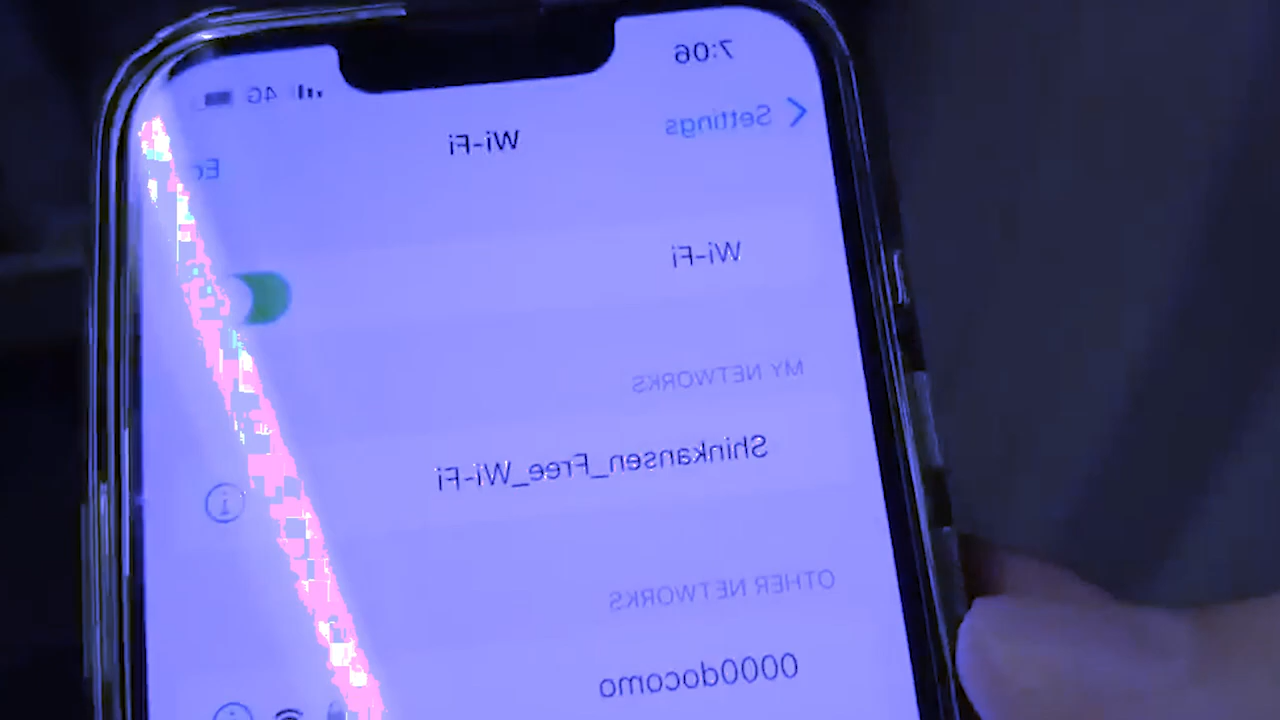 7:06
4G
Settings
Wi-Fi
Wi-Fi
MY NETWORKS
Shinkansen_Free_Wi-Fi
OTHER NETWORKS
0000docomo